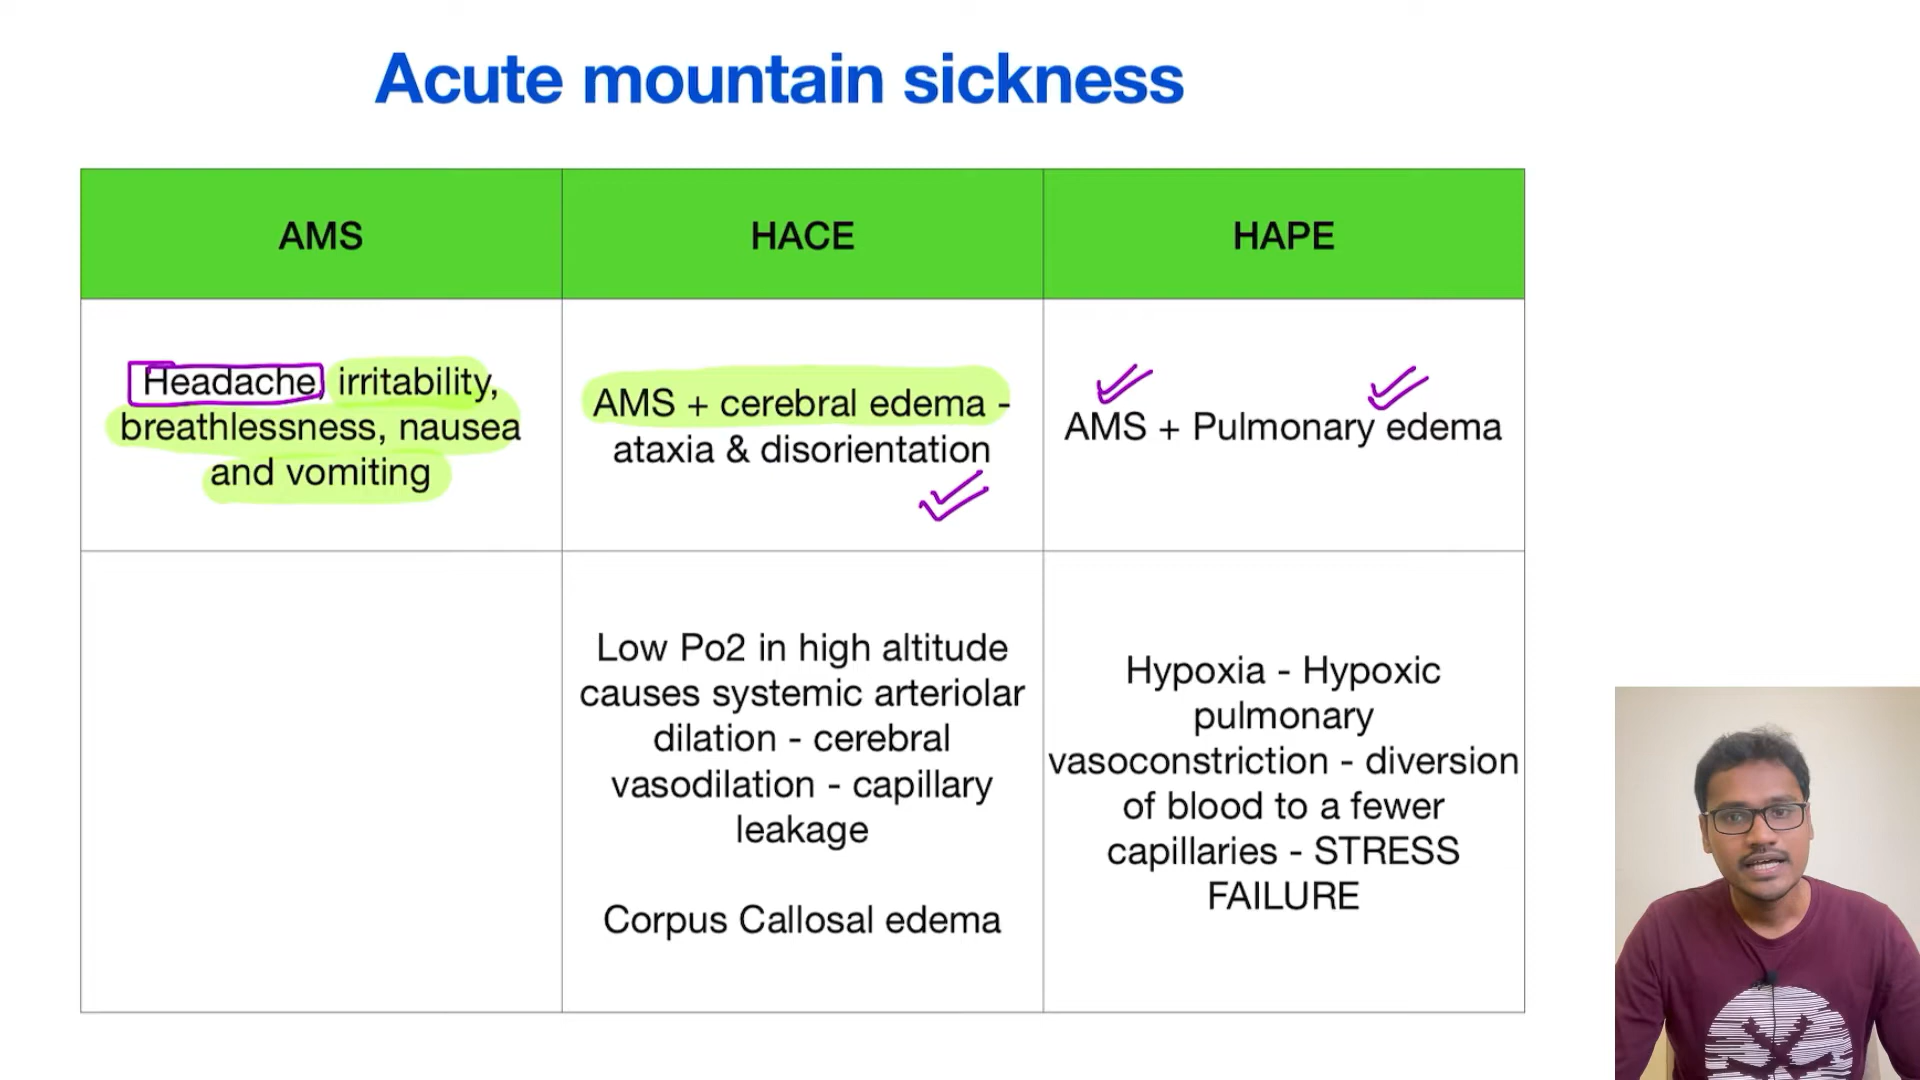 Acute mountain sickness
AMS
HACE
HAPE
Headache, irritability,
breathlessness, nausea
and vomiting
AMS + cerebral edema -
ataxia & disorientation
AMS + Pulmonary edema
Low Po2 in high altitude
causes systemic arteriolar
dilation - cerebral
vasodilation - capillary
leakage
Corpus Callosal edema
Hypoxia - Hypoxic
pulmonary
vasoconstriction - diversion
of blood to a fewer
capillaries - STRESS
FAILURE